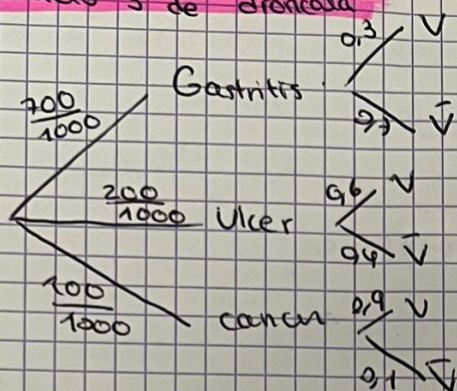 de
0,3 V
Gastritis
700
1000
0,7 V̄
200
1000
Ulcer
0,6 V
0,4 V̄
100
1000
cancer
0,9 V
0,1 V̄